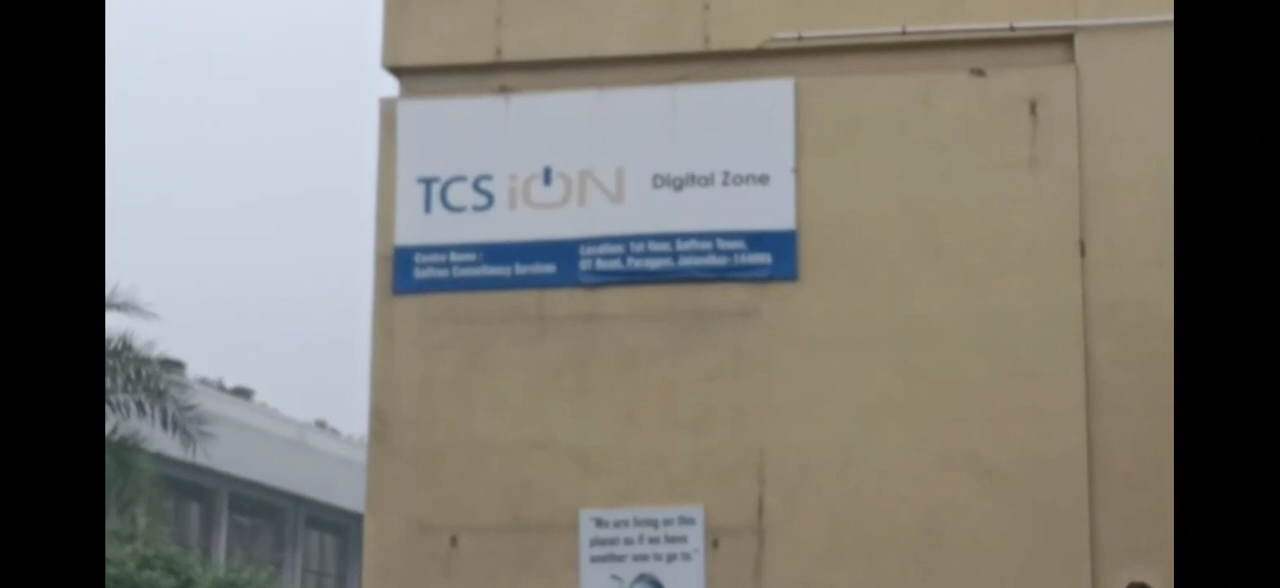 TCS iON Digital Zone
Centre Name :
Saffron Consultancy Services
Location: 1st floor, Saffron Tower,
GT Road, Paragpur, Jalandhar-144005
"We are living on this
planet as if we have
another one to go to."